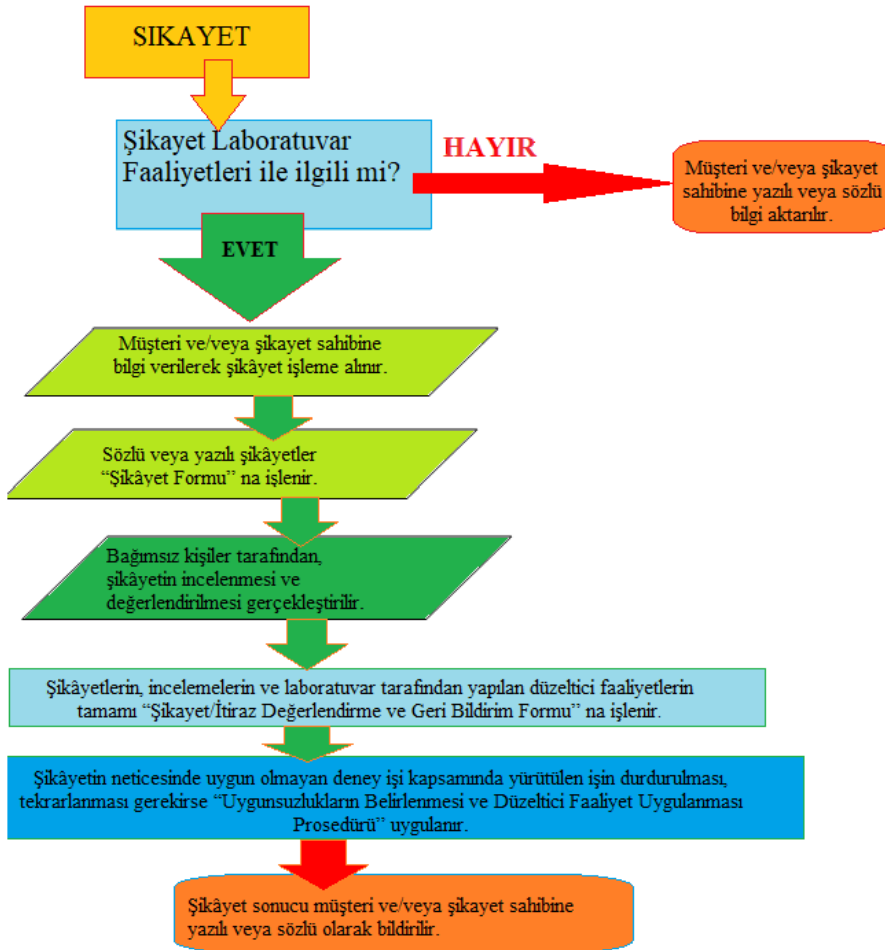 SIKAYET
Şikayet Laboratuvar
Faaliyetleri ile ilgili mi?
HAYIR
Müşteri ve/veya şikayet
sahibine yazılı veya sözlü
bilgi aktarılır.
EVET
Müşteri ve/veya şikayet sahibine
bilgi verilerek şikâyet işleme alınır.
Sözlü veya yazılı şikâyetler
“Şikâyet Formu” na işlenir.
Bağımsız kişiler tarafından,
şikâyetin incelenmesi ve
değerlendirilmesi gerçekleştirilir.
Şikâyetlerin, incelemelerin ve laboratuvar tarafından yapılan düzeltici faaliyetlerin
tamamı “Şikayet/İtiraz Değerlendirme ve Geri Bildirim Formu” na işlenir.
Şikâyetin neticesinde uygun olmayan deney işi kapsamında yürütülen işin durdurulması,
tekrarlanması gerekirse “Uygunsuzlukların Belirlenmesi ve Düzeltici Faaliyet Uygulanması
Prosedürü” uygulanır.
Şikâyet sonucu müşteri ve/veya şikayet sahibine
yazılı veya sözlü olarak bildirilir.